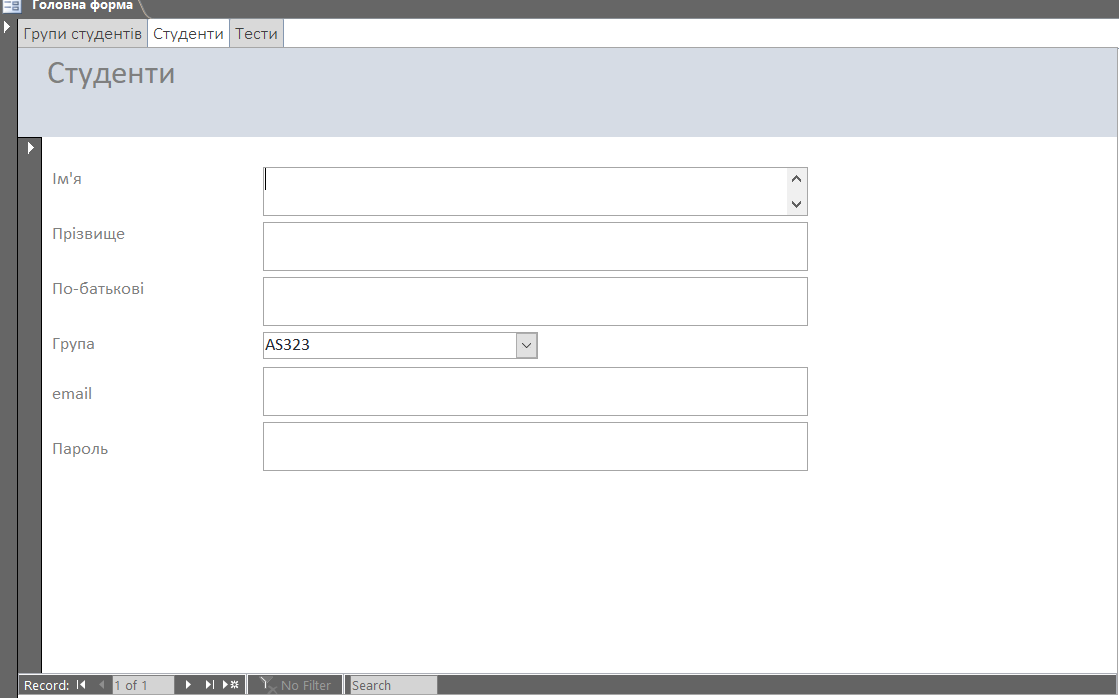 Головна форма
Групи студентів Студенти Тести
Студенти
Ім'я
Прізвище
По-батькові
Група AS323
email
Пароль
Record: 1 of 1 No Filter Search